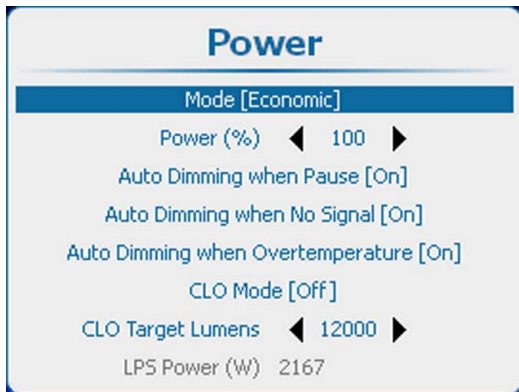 Power
Mode [Economic]
Power (%) 100
Auto Dimming when Pause [On]
Auto Dimming when No Signal [On]
Auto Dimming when Overtemperature [On]
CLO Mode [Off]
CLO Target Lumens 12000
LPS Power (W) 2167